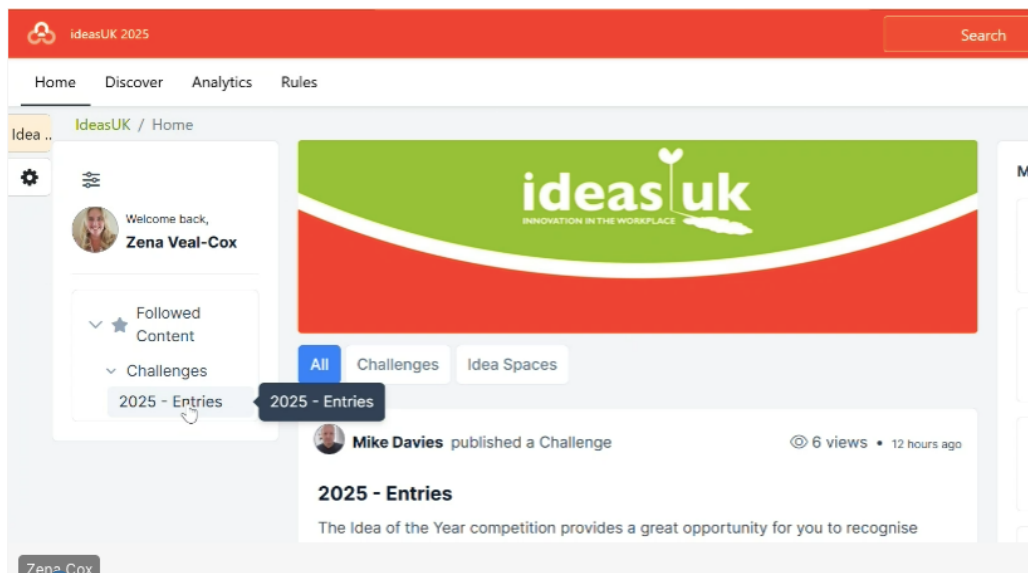 ideasUK 2025
Search
Home
Discover
Analytics
Rules
Idea ..
IdeasUK / Home
Welcome back,
Zena Veal-Cox
Followed
Content
Challenges
2025 - Entries
2025 - Entries
ideas uk
INNOVATION IN THE WORKPLACE
All
Challenges
Idea Spaces
Mike Davies published a Challenge
6 views • 12 hours ago
2025 - Entries
The Idea of the Year competition provides a great opportunity for you to recognise
M
Zena Cox